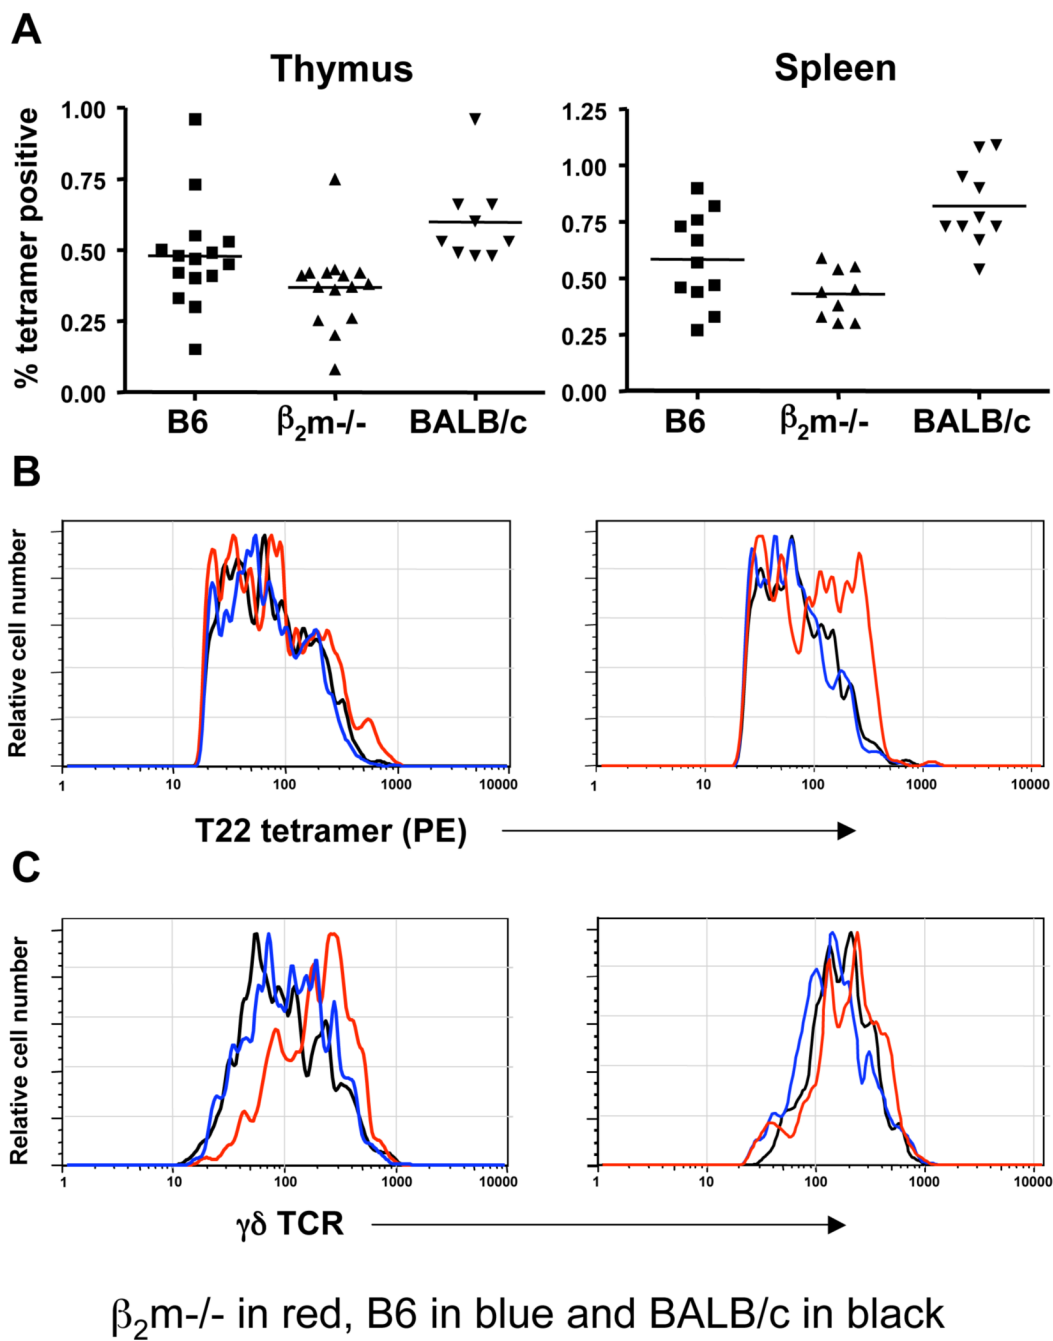 A
Thymus
Spleen
% tetramer positive
1.00
0.75
0.50
0.25
0.00
B6
β2m-/-
BALB/c
1.25
1.00
0.75
0.50
0.25
0.00
B6
β2m-/-
BALB/c
B
Relative cell number
1 10 100 1000 10000
1 10 100 1000 10000
T22 tetramer (PE)
C
Relative cell number
1 10 100 1000 10000
1 10 100 1000 10000
γδ TCR
β2m-/- in red, B6 in blue and BALB/c in black